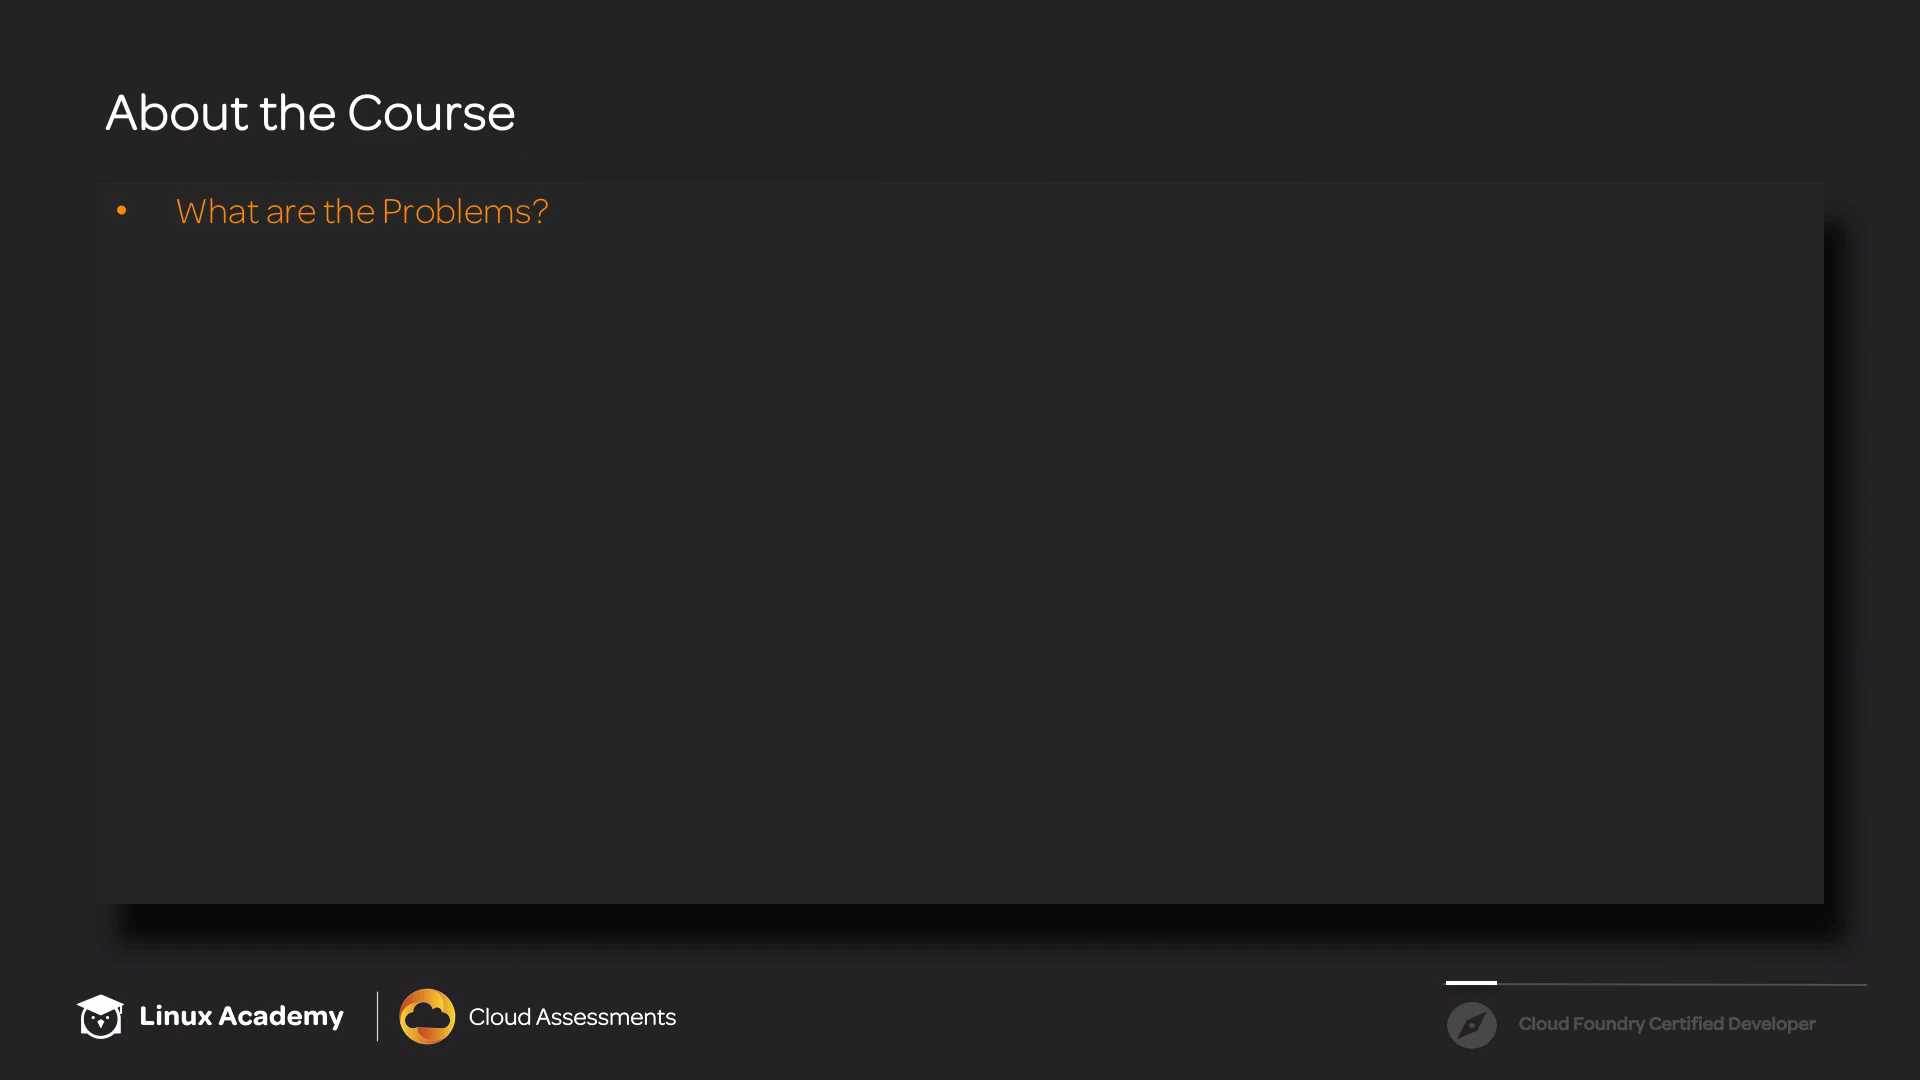 About the Course
• What are the Problems?
Linux Academy
Cloud Assessments
Cloud Foundry Certified Developer